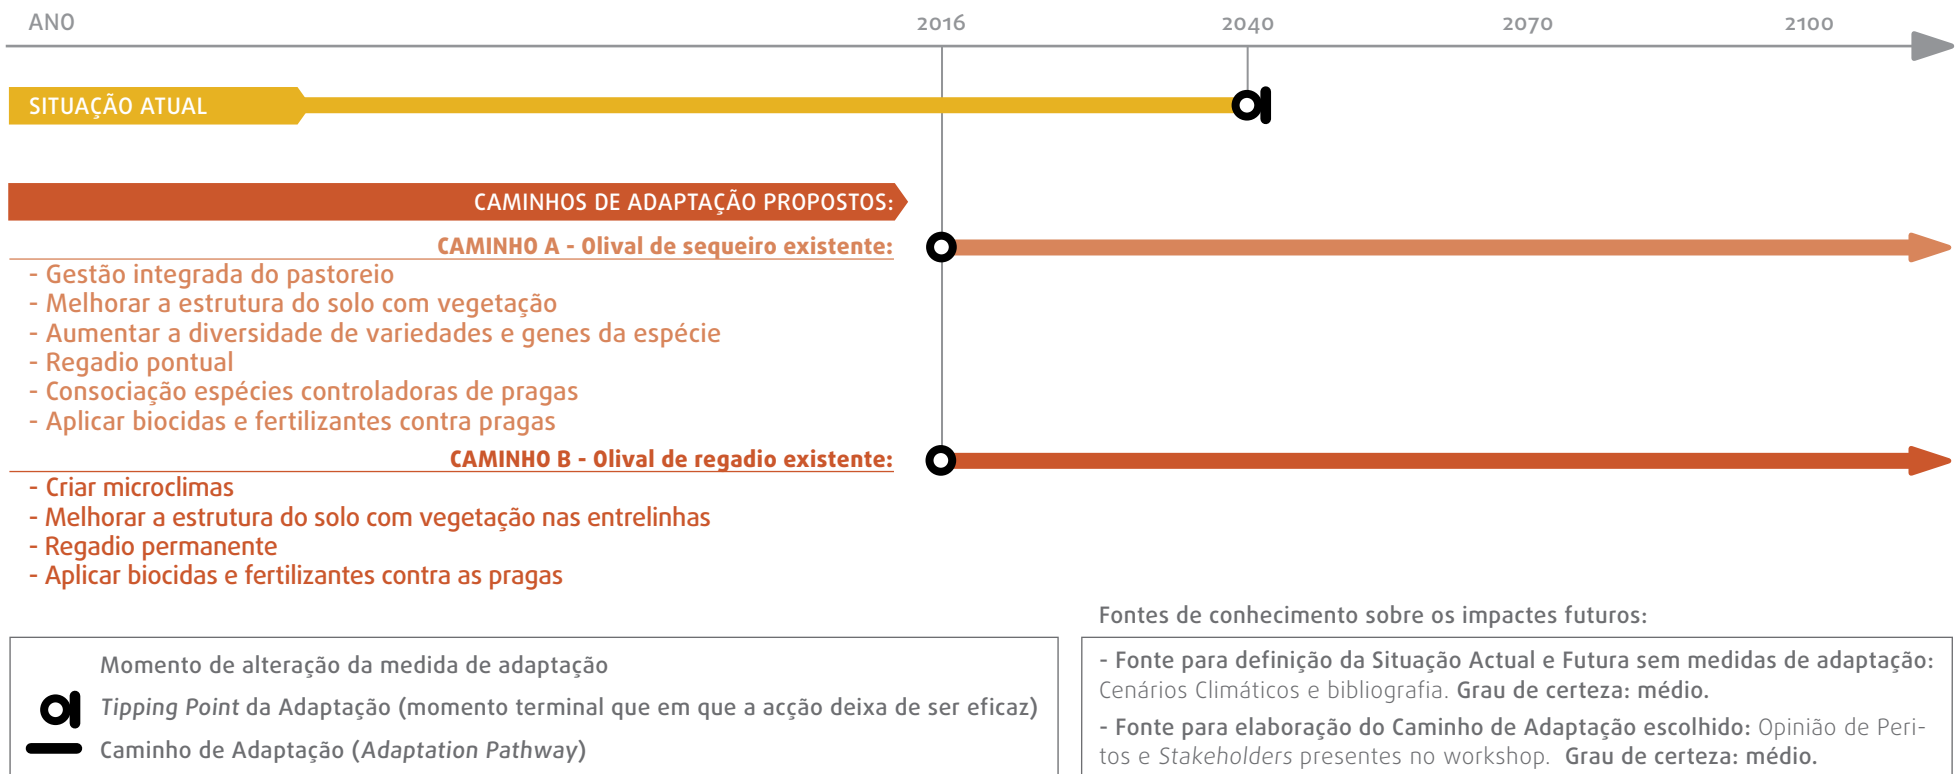 ANO 2016 2040 2070 2100
SITUAÇÃO ATUAL
CAMINHOS DE ADAPTAÇÃO PROPOSTOS:
CAMINHO A - Olival de sequeiro existente:
- Gestão integrada do pastoreio
- Melhorar a estrutura do solo com vegetação
- Aumentar a diversidade de variedades e genes da espécie
- Regadio pontual
- Consociação espécies controladoras de pragas
- Aplicar biocidas e fertilizantes contra pragas
CAMINHO B - Olival de regadio existente:
- Criar microclimas
- Melhorar a estrutura do solo com vegetação nas entrelinhas
- Regadio permanente
- Aplicar biocidas e fertilizantes contra as pragas
Momento de alteração da medida de adaptação
Tipping Point da Adaptação (momento terminal que em que a acção deixa de ser eficaz)
Caminho de Adaptação (Adaptation Pathway)
Fontes de conhecimento sobre os impactes futuros:
- Fonte para definição da Situação Actual e Futura sem medidas de adaptação:
Cenários Climáticos e bibliografia. Grau de certeza: médio.
- Fonte para elaboração do Caminho de Adaptação escolhido: Opinião de Peri-
tos e Stakeholders presentes no workshop. Grau de certeza: médio.